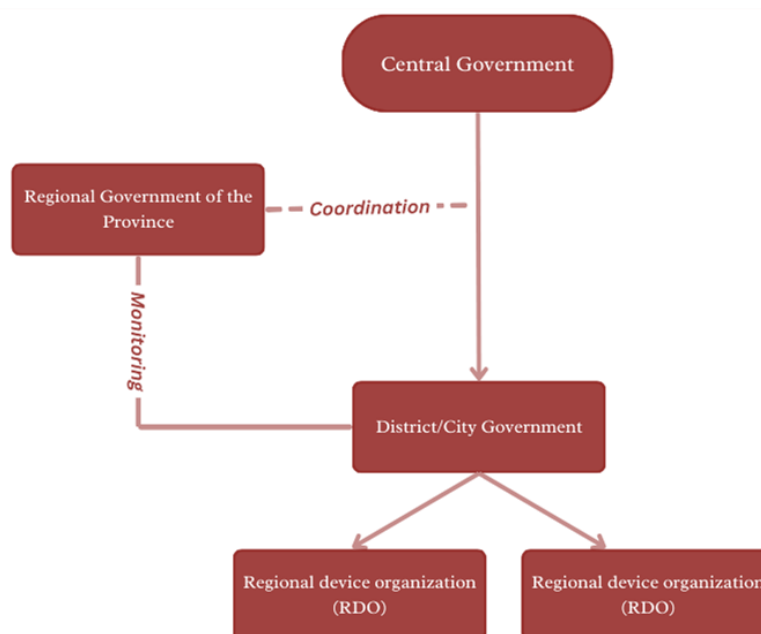 Central Government
Regional Government of the
Province
Coordination
Monitoring
District/City Government
Regional device organization
(RDO)
Regional device organization
(RDO)